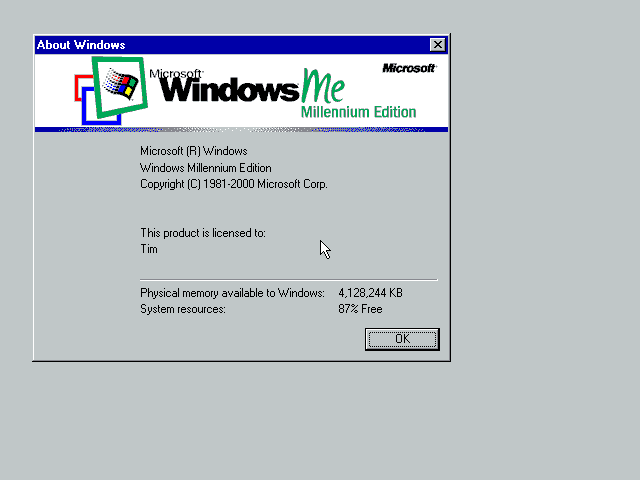 About Windows
Microsoft
Microsoft
Windows Me
Millennium Edition
Microsoft (R) Windows
Windows Millennium Edition
Copyright (C) 1981-2000 Microsoft Corp.
This product is licensed to:
Tim
Physical memory available to Windows: 4,128,244 KB
System resources: 87% Free
OK